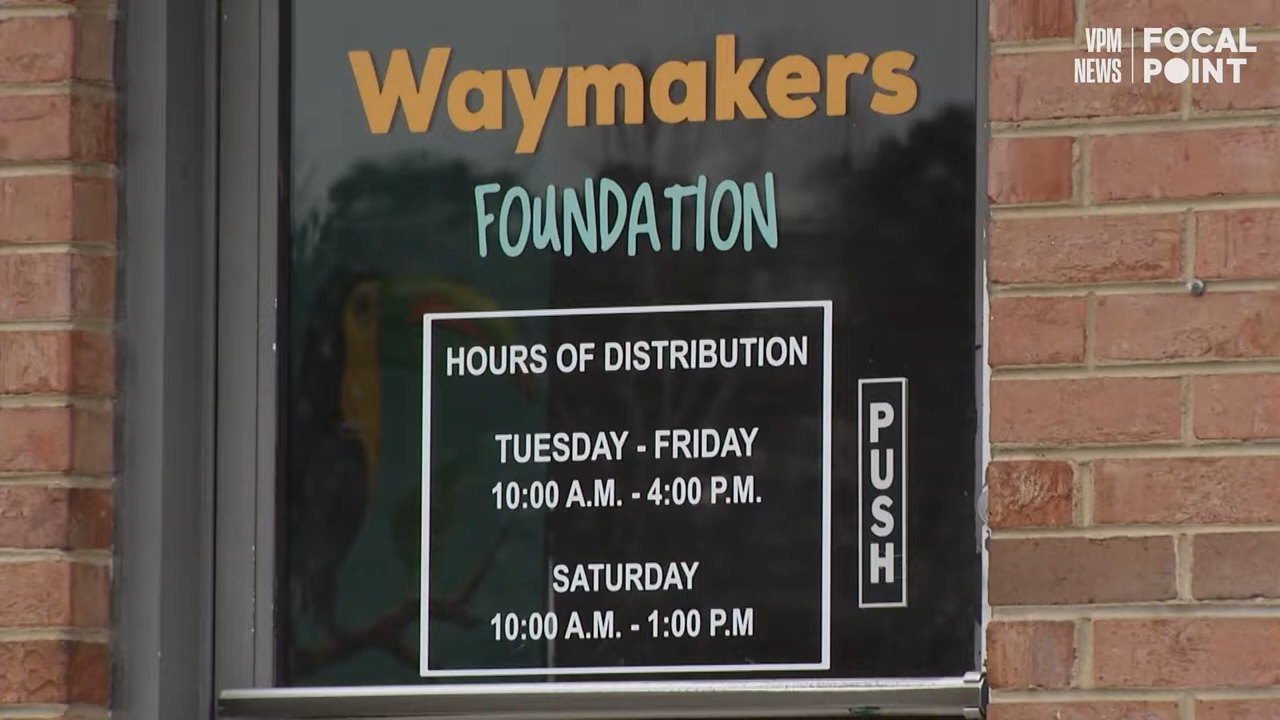 VPM NEWS
FOCAL POINT
Waymakers
FOUNDATION
HOURS OF DISTRIBUTION
TUESDAY - FRIDAY
10:00 A.M. - 4:00 P.M.
SATURDAY
10:00 A.M. - 1:00 P.M
PUSH